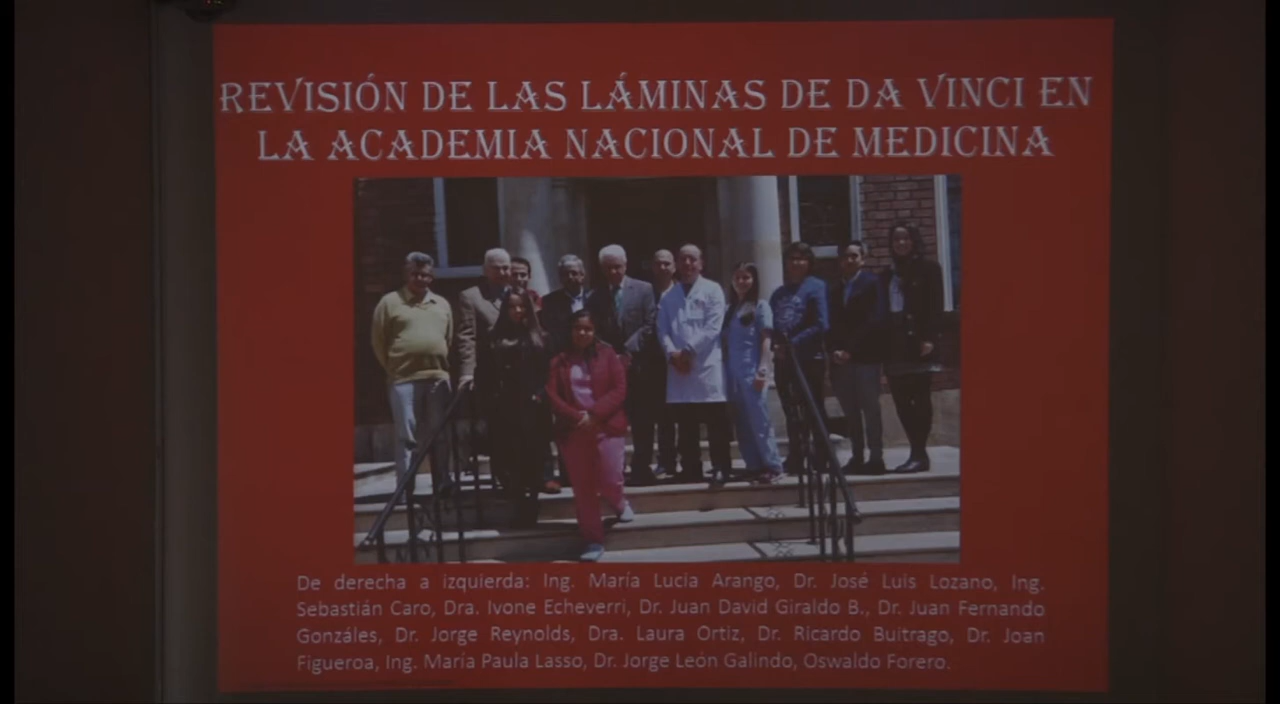 REVISIÓN DE LAS LÁMINAS DE DA VINCI EN
LA ACADEMIA NACIONAL DE MEDICINA
De derecha a izquierda: Ing. María Lucia Arango, Dr. José Luis Lozano, Ing.
Sebastián Caro, Dra. Ivone Echeverri, Dr. Juan David Giraldo B., Dr. Juan Fernando
Gonzáles, Dr. Jorge Reynolds, Dra. Laura Ortiz, Dr. Ricardo Buitrago, Dr. Joan
Figueroa, Ing. María Paula Lasso, Dr. Jorge León Galindo, Oswaldo Forero.